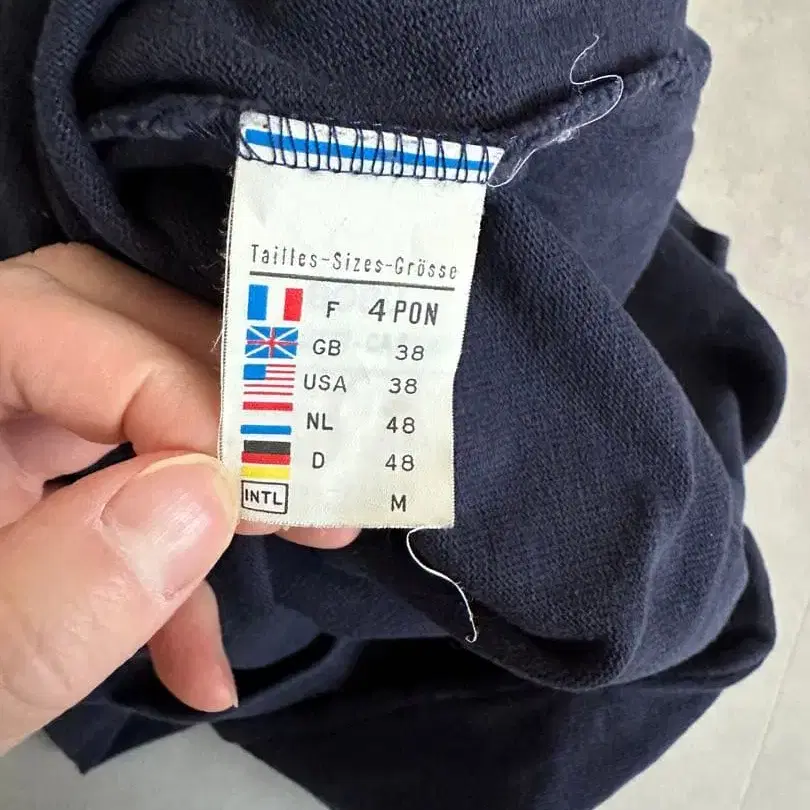 Tailles-Sizes-Grösse
F 4 PON
GB 38
USA 38
NL 48
D 48
INTL M